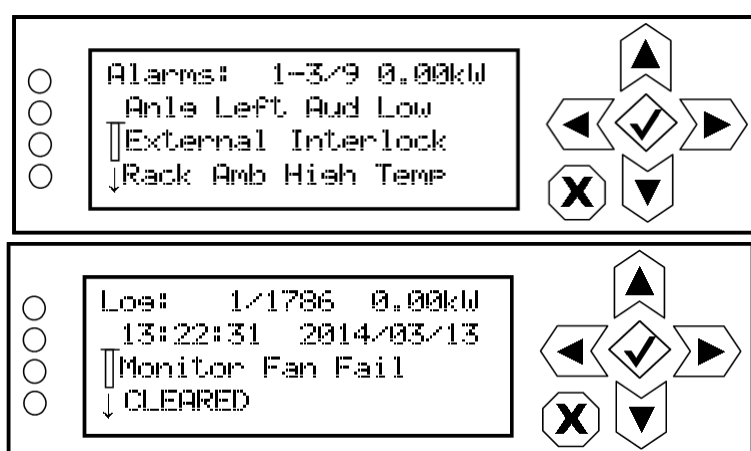 Alarms: 1-3/9 0.00kW
Anlg Left Aud Low
External Interlock
Rack Amb High Temp
X
Log: 1/1786 0.00kW
13:22:31 2014/03/13
Monitor Fan Fail
CLEARED
X